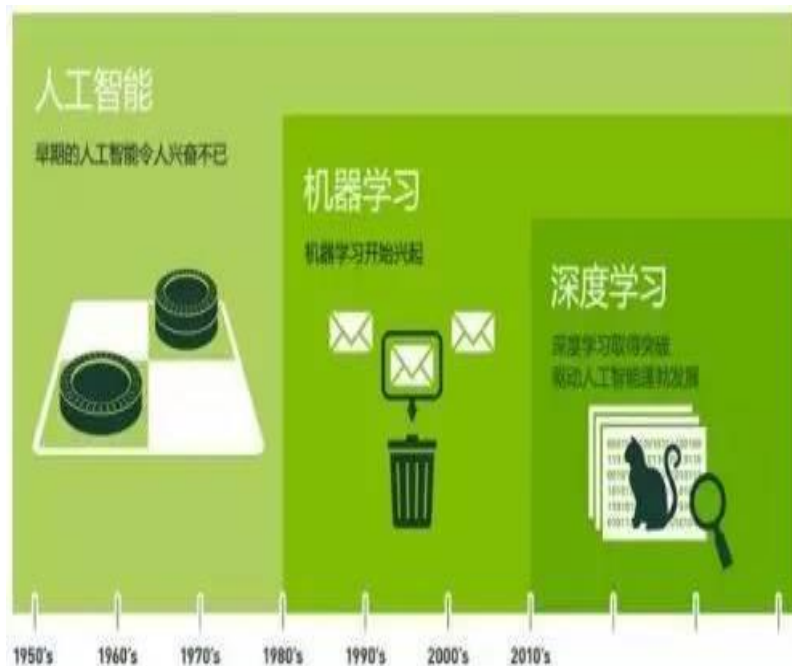 人工智能
早期的人工智能令人兴奋不已
机器学习
机器学习开始兴起
深度学习
深度学习取得突破
驱动人工智能蓬勃发展
1950's 1960's 1970's 1980's 1990's 2000's 2010's